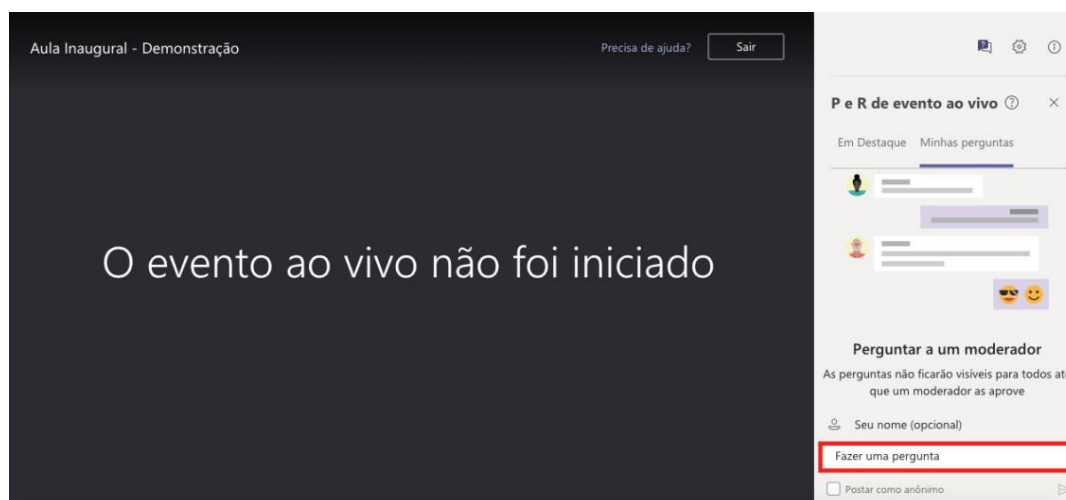 Aula Inaugural - Demonstração
Precisa de ajuda?
Sair
O evento ao vivo não foi iniciado
P e R de evento ao vivo
Em Destaque
Minhas perguntas
Perguntar a um moderador
As perguntas não ficarão visíveis para todos at
que um moderador as aprove
Seu nome (opcional)
Fazer uma pergunta
Postar como anônimo